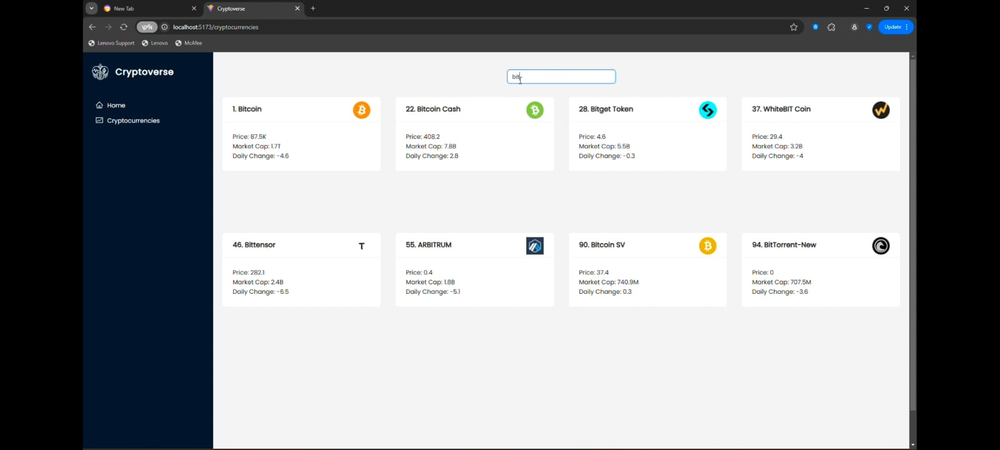 New Tab
Cryptoverse
VPN
localhost:5173/cryptocurrencies
Update
Lenovo Support
Lenovo
McAfee
Cryptoverse
Home
Cryptocurrencies
bit
1. Bitcoin
Price: 87.5K
Market Cap: 1.7T
Daily Change: -4.6
22. Bitcoin Cash
Price: 408.2
Market Cap: 7.8B
Daily Change: 2.8
28. Bitget Token
Price: 4.6
Market Cap: 5.5B
Daily Change: -0.3
37. WhiteBIT Coin
Price: 29.4
Market Cap: 3.2B
Daily Change: -4
46. Bittensor
T
Price: 282.1
Market Cap: 2.4B
Daily Change: -6.5
55. ARBITRUM
Price: 0.4
Market Cap: 1.8B
Daily Change: -5.1
90. Bitcoin SV
Price: 37.4
Market Cap: 740.9M
Daily Change: 0.3
94. BitTorrent-New
Price: 0
Market Cap: 707.5M
Daily Change: -3.6